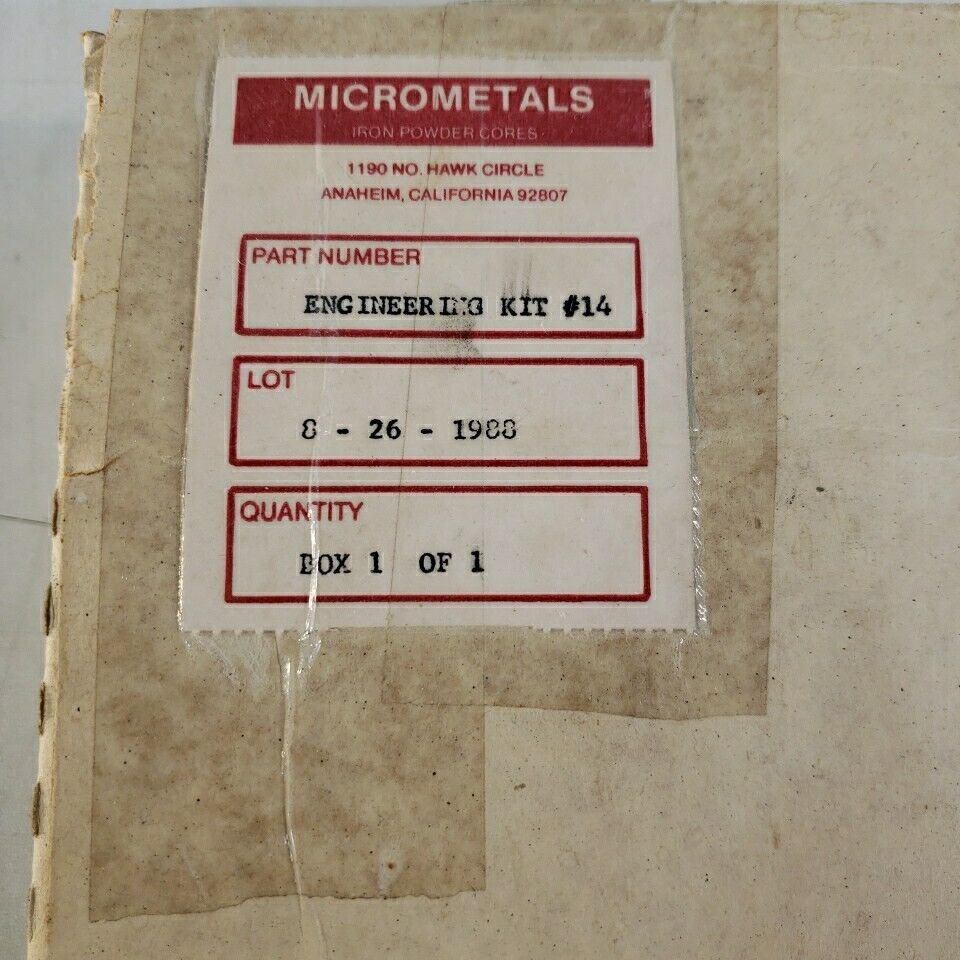 MICROMETALS
IRON POWDER CORES
1190 NO. HAWK CIRCLE
ANAHEIM, CALIFORNIA 92807
PART NUMBER
ENGINEERING KIT #14
LOT
8 - 26 - 1988
QUANTITY
BOX 1 OF 1